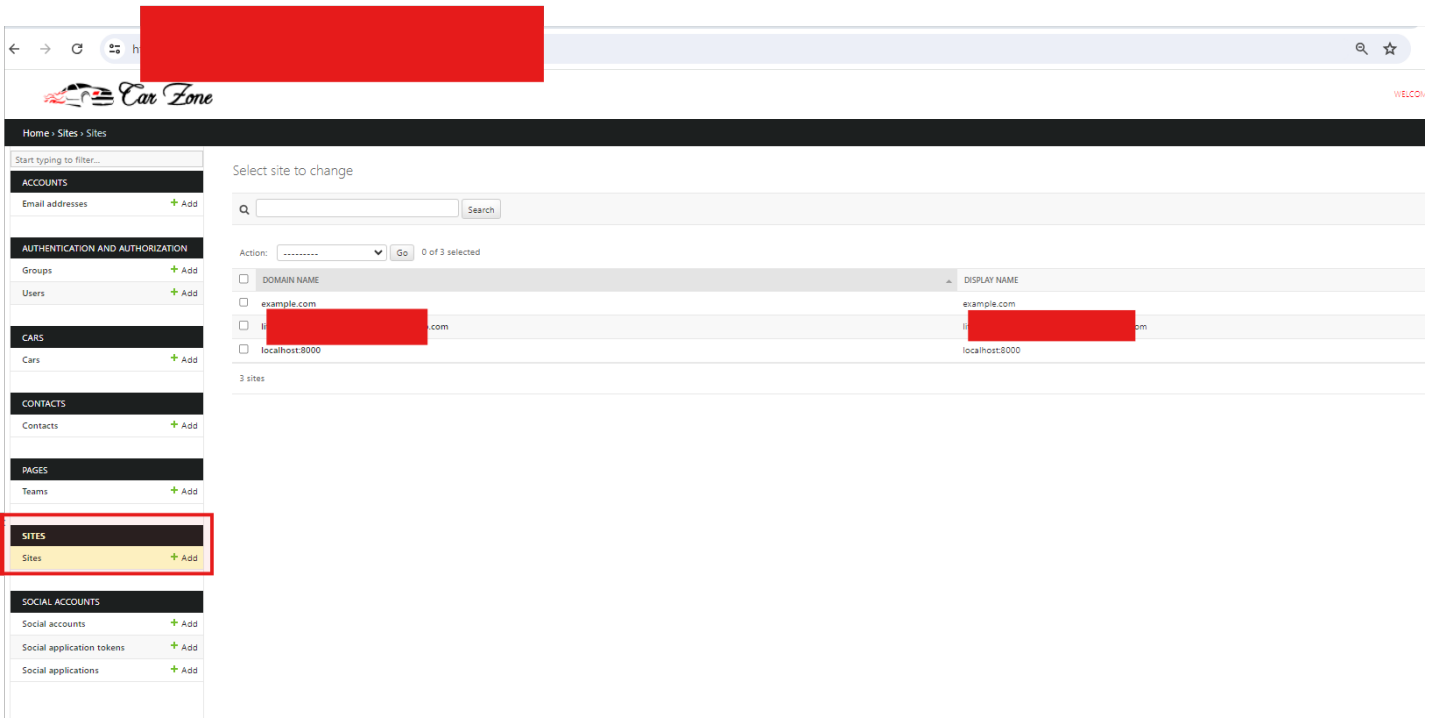 h
Car Zone
WELCOM
Home › Sites › Sites
Start typing to filter...
ACCOUNTS
Email addresses + Add
AUTHENTICATION AND AUTHORIZATION
Groups + Add
Users + Add
CARS
Cars + Add
CONTACTS
Contacts + Add
PAGES
Teams + Add
SITES
Sites + Add
SOCIAL ACCOUNTS
Social accounts + Add
Social application tokens + Add
Social applications + Add
Select site to change
Search
Action: --------- Go 0 of 3 selected
DOMAIN NAME DISPLAY NAME
example.com example.com
li .com li om
localhost:8000 localhost:8000
3 sites